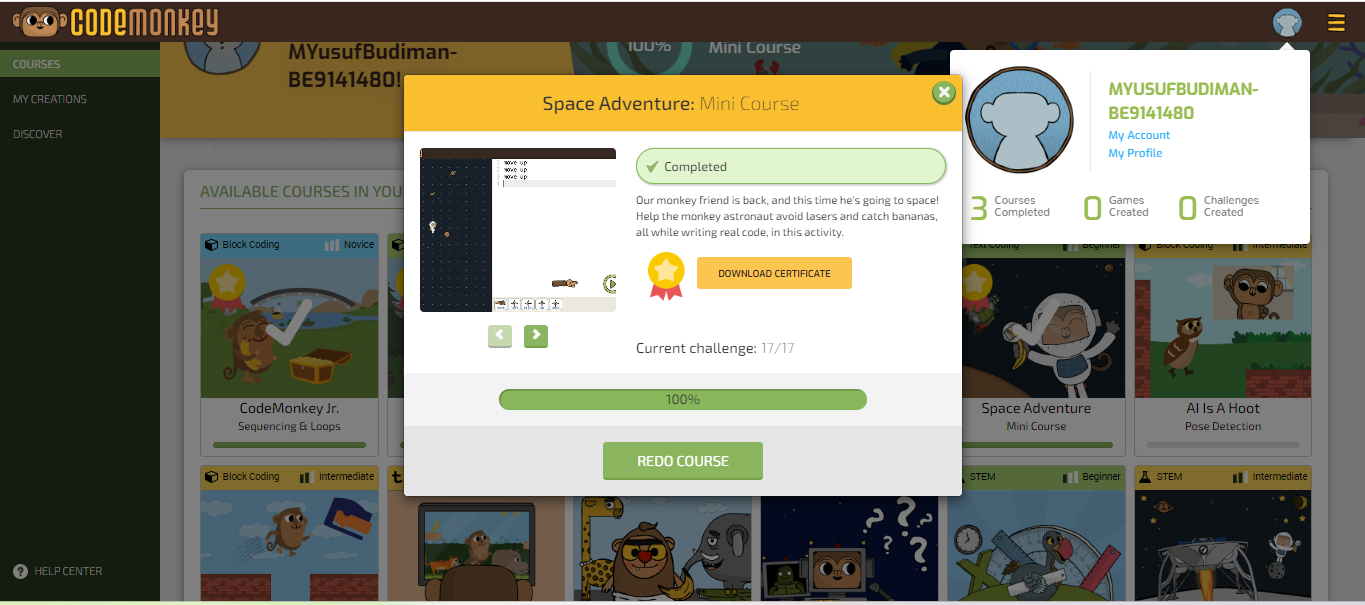 CODEMONKEY
COURSES
MY CREATIONS
DISCOVER
HELP CENTER
MYusufBudiman-
BE9141480!
100%
Mini Course
MYUSUFBUDIMAN-
BE9141480
My Account
My Profile
3 Courses
Completed
0 Games
Created
0 Challenges
Created
Space Adventure: Mini Course
1 move up
2 move up
3 move up
4
Completed
Our monkey friend is back, and this time he's going to space!
Help the monkey astronaut avoid lasers and catch bananas,
all while writing real code, in this activity.
DOWNLOAD CERTIFICATE
Current challenge: 17/17
100%
REDO COURSE
AVAILABLE COURSES IN YOU
Block Coding Novice
Text Coding Beginner
Block Coding Intermediate
CodeMonkey Jr.
Sequencing & Loops
Space Adventure
Mini Course
AI Is A Hoot
Pose Detection
Block Coding Intermediate
STEM Beginner
STEM Intermediate